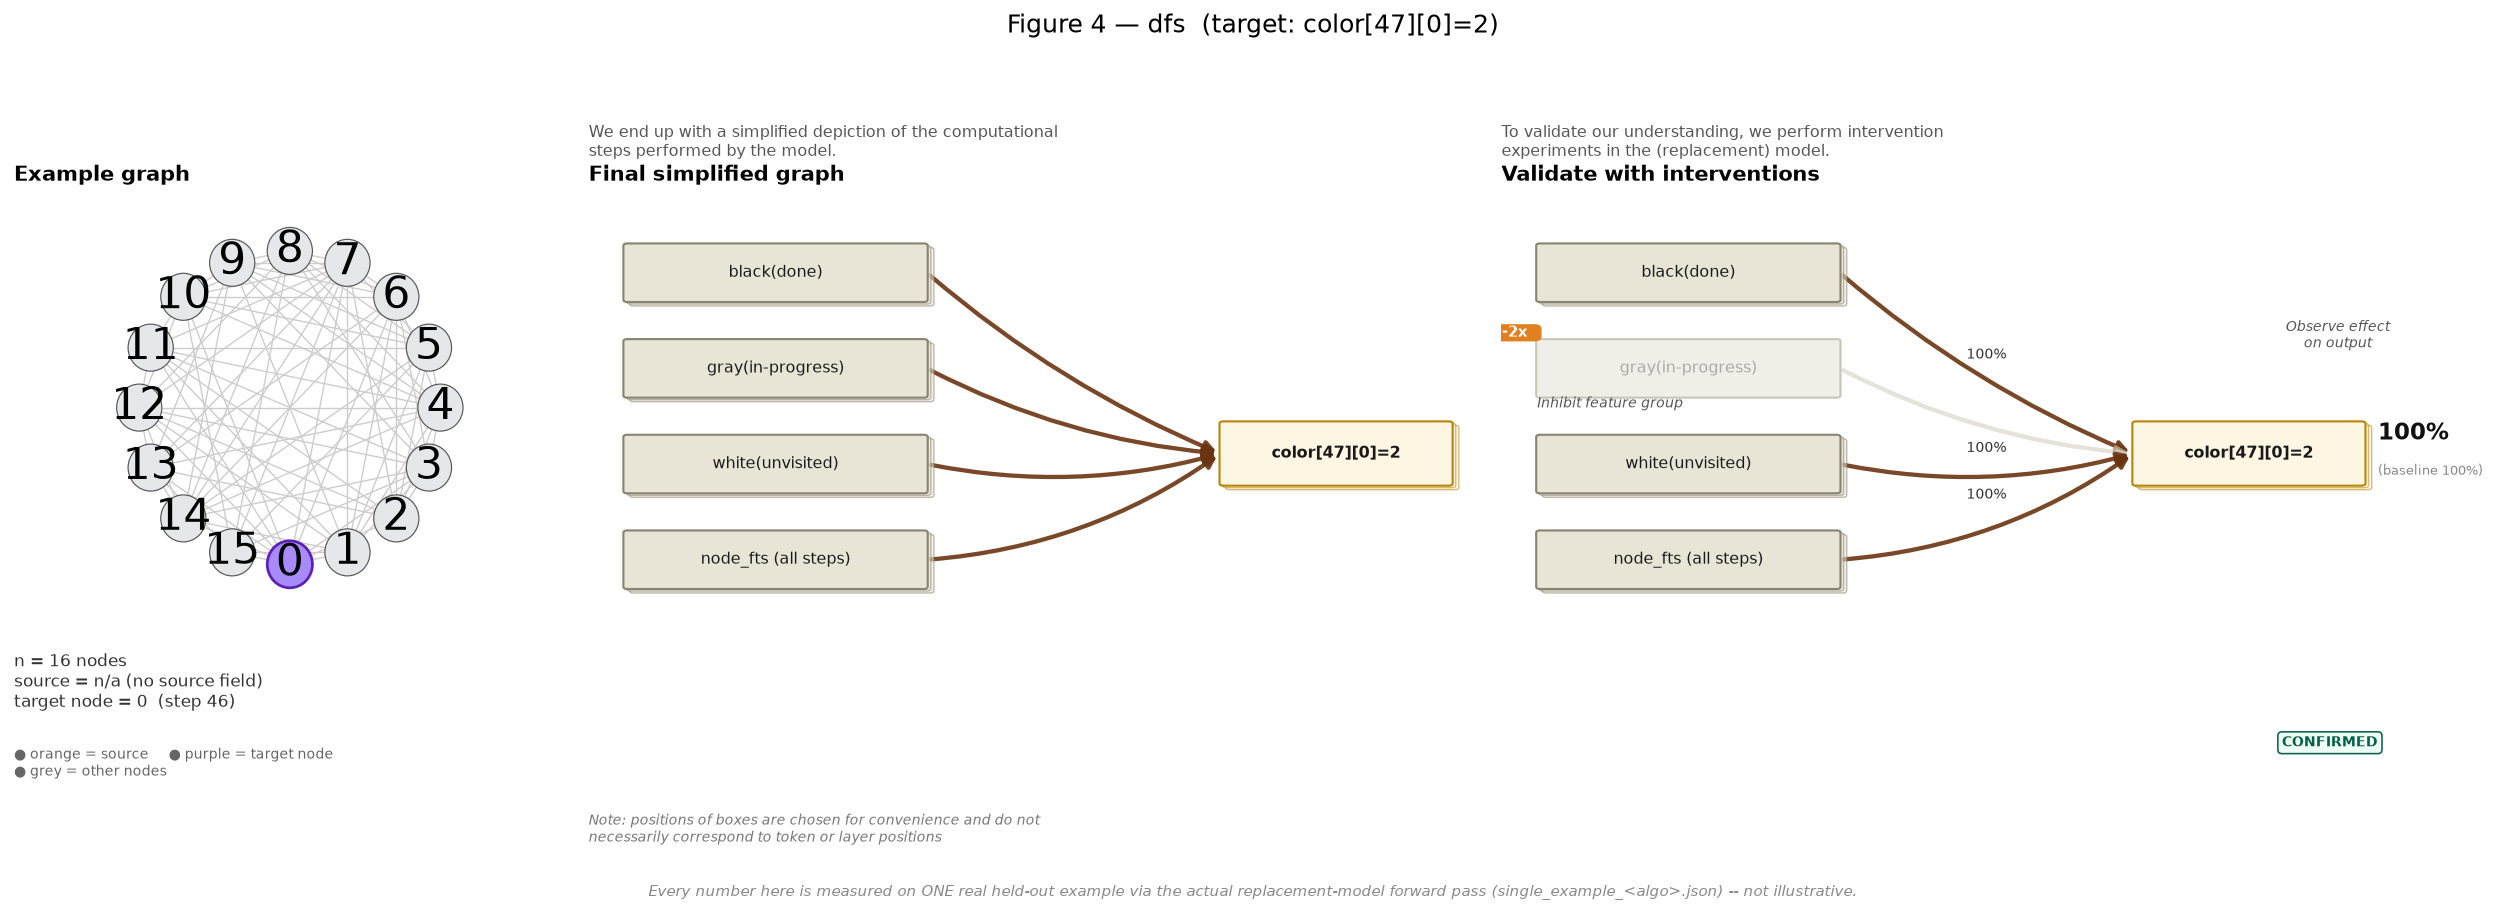 Figure 4 — dfs  (target: color[47][0]=2)
Example graph
8
9
7
10
6
11
5
12
4
13
3
14
2
15
1
0
n = 16 nodes
source = n/a (no source field)
target node = 0  (step 46)
● orange = source     ● purple = target node
● grey = other nodes
We end up with a simplified depiction of the computational
steps performed by the model.
Final simplified graph
black(done)
gray(in-progress)
white(unvisited)
node_fts (all steps)
color[47][0]=2
Note: positions of boxes are chosen for convenience and do not
necessarily correspond to token or layer positions
To validate our understanding, we perform intervention
experiments in the (replacement) model.
Validate with interventions
black(done)
-2x
gray(in-progress)
Inhibit feature group
white(unvisited)
node_fts (all steps)
100%
100%
100%
Observe effect
on output
color[47][0]=2
100%
(baseline 100%)
CONFIRMED
Every number here is measured on ONE real held-out example via the actual replacement-model forward pass (single_example_<algo>.json) -- not illustrative.